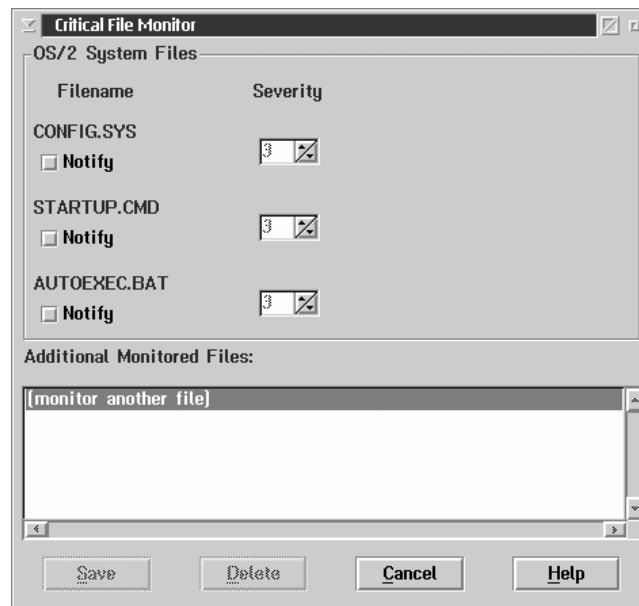 Critical File Monitor
OS/2 System Files
Filename Severity
CONFIG.SYS
Notify 3
STARTUP.CMD
Notify 3
AUTOEXEC.BAT
Notify 3
Additional Monitored Files:
(monitor another file)
Save Delete Cancel Help